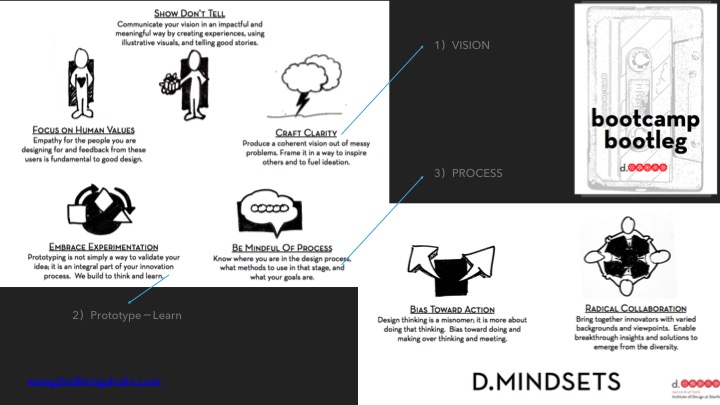 SHOW DON'T TELL
Communicate your vision in an impactful and
meaningful way by creating experiences, using
illustrative visuals, and telling good stories.
FOCUS ON HUMAN VALUES
Empathy for the people you are
designing for and feedback from these
users is fundamental to good design.
CRAFT CLARITY
Produce a coherent vision out of messy
problems. Frame it in a way to inspire
others and to fuel ideation.
EMBRACE EXPERIMENTATION
Prototyping is not simply a way to validate your
idea; it is an integral part of your innovation
process. We build to think and learn.
BE MINDFUL OF PROCESS
Know where you are in the design process,
what methods to use in that stage, and
what your goals are.
1) VISION
3) PROCESS
2) Prototype – Learn
bootcamp
bootleg
d.
BIAS TOWARD ACTION
Design thinking is a misnomer; it is more about
doing that thinking. Bias toward doing and
making over thinking and meeting.
RADICAL COLLABORATION
Bring together innovators with varied
backgrounds and viewpoints. Enable
breakthrough insights and solutions to
emerge from the diversity.
D.MINDSETS
d.
Institute of Design at